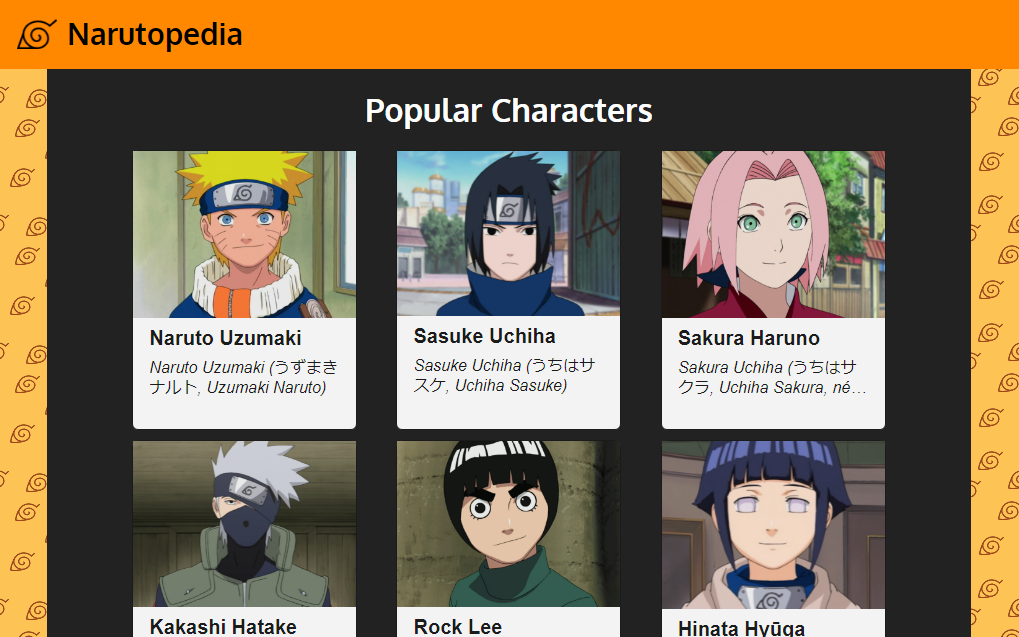 Narutopedia
Popular Characters
Naruto Uzumaki
Naruto Uzumaki (うずまき
ナルト, Uzumaki Naruto)
Sasuke Uchiha
Sasuke Uchiha (うちはサ
スケ, Uchiha Sasuke)
Sakura Haruno
Sakura Uchiha (うちはサ
クラ, Uchiha Sakura, né…
Kakashi Hatake
Rock Lee
Hinata Hyūga